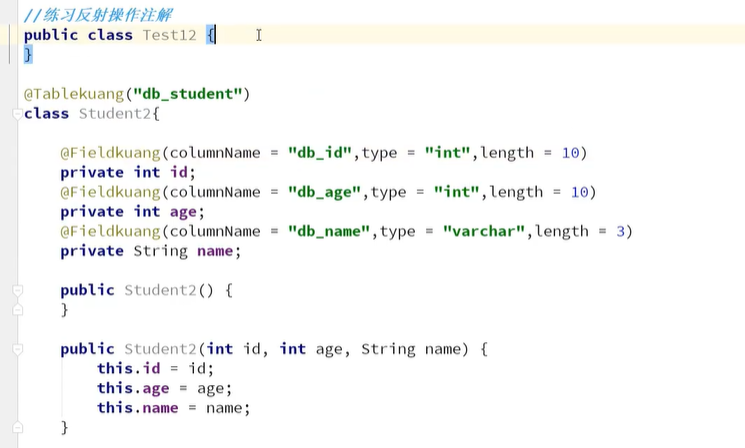 //练习反射操作注解
public class Test12 {
}
@Tablekuang("db_student")
class Student2{
@Fieldkuang(columnName = "db_id",type = "int",length = 10)
private int id;
@Fieldkuang(columnName = "db_age",type = "int",length = 10)
private int age;
@Fieldkuang(columnName = "db_name",type = "varchar",length = 3)
private String name;
public Student2() {
}
public Student2(int id, int age, String name) {
this.id = id;
this.age = age;
this.name = name;
}